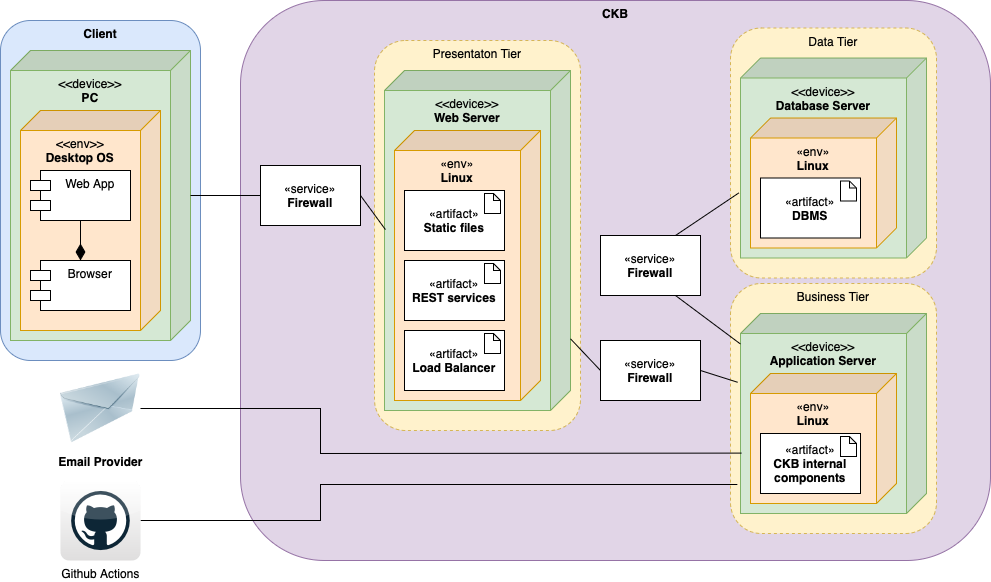 CKB
Client
<<device>>
PC
<<env>>
Desktop OS
Web App
Browser
«service»
Firewall
Presentaton Tier
<<device>>
Web Server
«env»
Linux
«artifact»
Static files
«artifact»
REST services
«artifact»
Load Balancer
«service»
Firewall
«service»
Firewall
Data Tier
<<device>>
Database Server
«env»
Linux
«artifact»
DBMS
Business Tier
<<device>>
Application Server
«env»
Linux
«artifact»
CKB internal
components
Email Provider
Github Actions